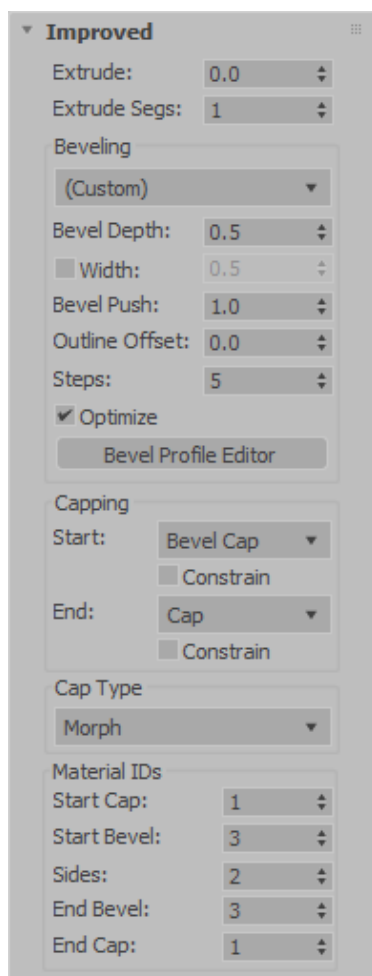 Improved
Extrude: 0.0
Extrude Segs: 1
Beveling
(Custom)
Bevel Depth: 0.5
Width: 0.5
Bevel Push: 1.0
Outline Offset: 0.0
Steps: 5
Optimize
Bevel Profile Editor
Capping
Start: Bevel Cap
Constrain
End: Cap
Constrain
Cap Type
Morph
Material IDs
Start Cap: 1
Start Bevel: 3
Sides: 2
End Bevel: 3
End Cap: 1